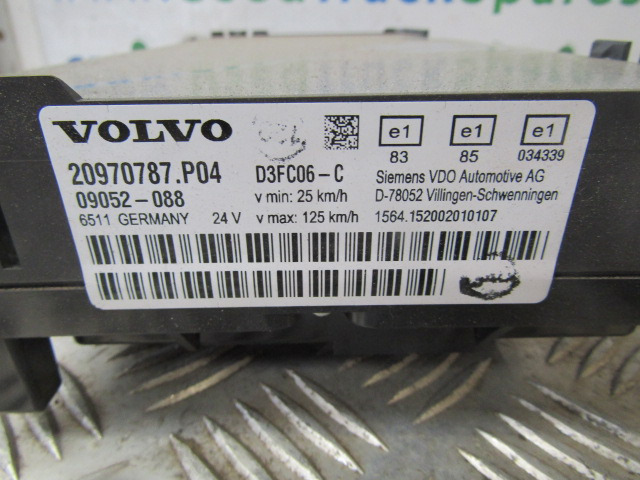 VOLVO
20970787.P04
09052-088
6511 GERMANY 24 V
D3FC06-C
v min: 25 km/h
v max: 125 km/h
e1 e1 e1
83 85 034339
Siemens VDO Automotive AG
D-78052 Villingen-Schwenningen
1564.152002010107